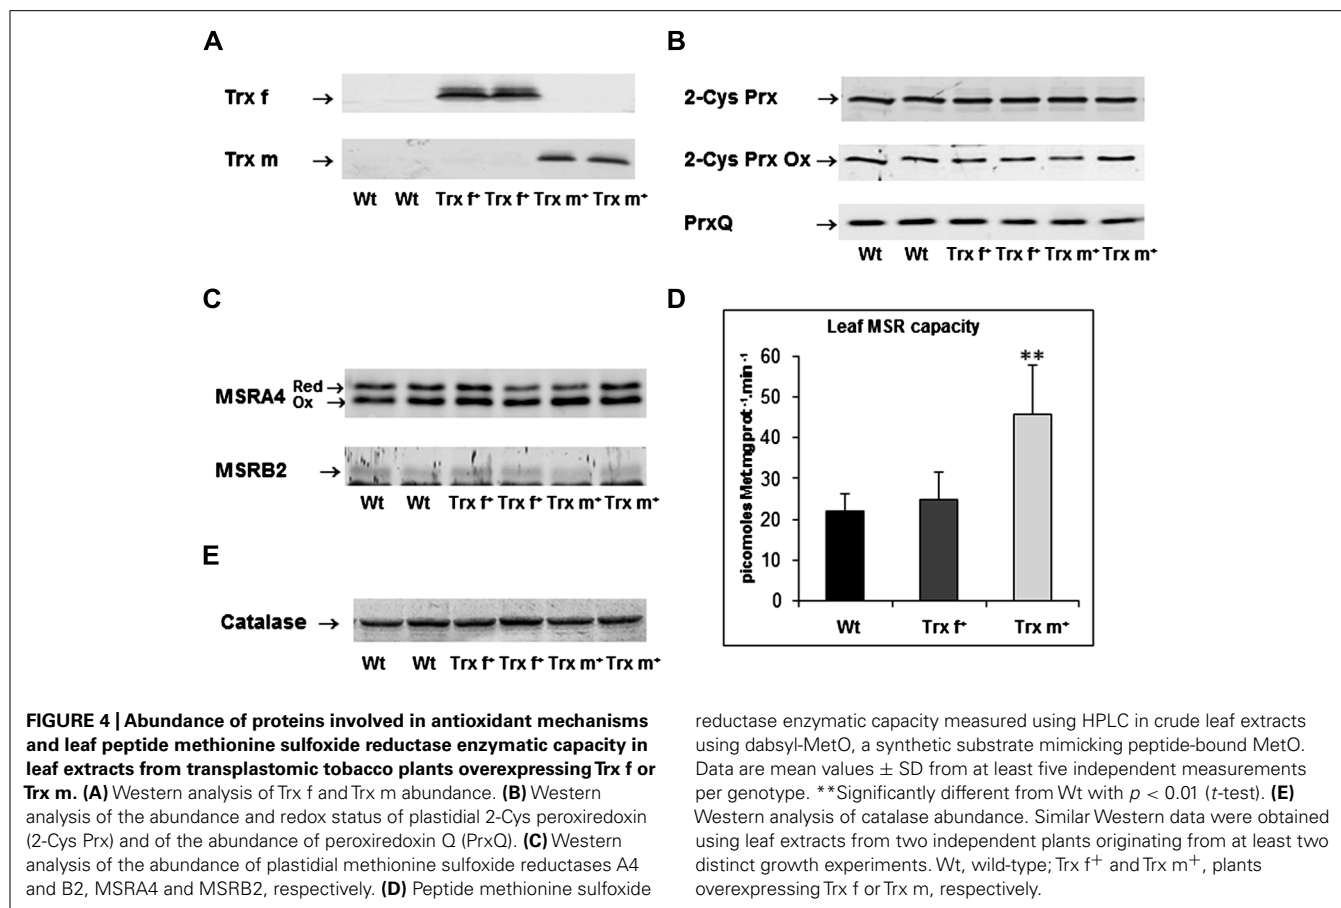 A
Trx f →
Trx m →
Wt Wt Trx f⁺ Trx f⁺ Trx m⁺ Trx m⁺
B
2-Cys Prx →
2-Cys Prx Ox →
PrxQ →
Wt Wt Trx f⁺ Trx f⁺ Trx m⁺ Trx m⁺
C
MSRA4 Red →
Ox →
MSRB2 →
Wt Wt Trx f⁺ Trx f⁺ Trx m⁺ Trx m⁺
D
Leaf MSR capacity
picomoles Met.mgprot⁻¹.min⁻¹
60
50
40
30
20
10
0
**
Wt Trx f⁺ Trx m⁺
E
Catalase →
Wt Wt Trx f⁺ Trx f⁺ Trx m⁺ Trx m⁺
FIGURE 4 | Abundance of proteins involved in antioxidant mechanisms
and leaf peptide methionine sulfoxide reductase enzymatic capacity in
leaf extracts from transplastomic tobacco plants overexpressing Trx f or
Trx m. (A) Western analysis of Trx f and Trx m abundance. (B) Western
analysis of the abundance and redox status of plastidial 2-Cys peroxiredoxin
(2-Cys Prx) and of the abundance of peroxiredoxin Q (PrxQ). (C) Western
analysis of the abundance of plastidial methionine sulfoxide reductases A4
and B2, MSRA4 and MSRB2, respectively. (D) Peptide methionine sulfoxide
reductase enzymatic capacity measured using HPLC in crude leaf extracts
using dabsyl-MetO, a synthetic substrate mimicking peptide-bound MetO.
Data are mean values ± SD from at least five independent measurements
per genotype. **Significantly different from Wt with p < 0.01 (t-test). (E)
Western analysis of catalase abundance. Similar Western data were obtained
using leaf extracts from two independent plants originating from at least two
distinct growth experiments. Wt, wild-type; Trx f⁺ and Trx m⁺, plants
overexpressing Trx f or Trx m, respectively.